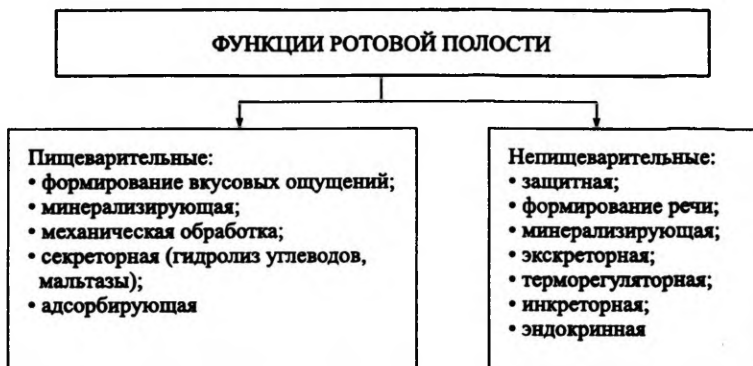 ФУНКЦИИ РОТОВОЙ ПОЛОСТИ
Пищеварительные:
• формирование вкусовых ощущений;
• минерализирующая;
• механическая обработка;
• секреторная (гидролиз углеводов,
мальтазы);
• адсорбирующая
Непищеварительные:
• защитная;
• формирование речи;
• минерализирующая;
• экскреторная;
• терморегуляторная;
• инкреторная;
• эндокринная